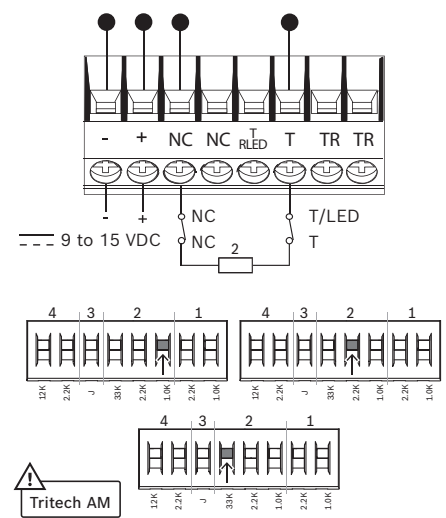 - + NC NC T RLED T TR TR
- +
NC T/LED
9 to 15 VDC NC 2 T
4 3 2 1
12K 2.2K J 33K 2.2K 1.0K 2.2K 1.0K
4 3 2 1
12K 2.2K J 33K 2.2K 1.0K 2.2K 1.0K
4 3 2 1
12K 2.2K J 33K 2.2K 1.0K 2.2K 1.0K
! Tritech AM